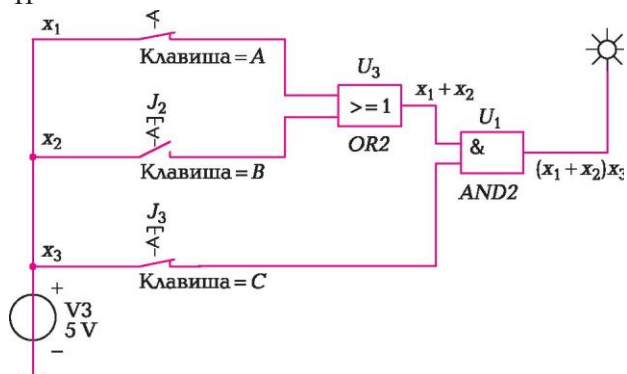 x1
Клавиша = A
U3
>= 1
OR2
x1 + x2
U1
&
AND2
(x1 + x2)x3
J2
x2
Клавиша = B
J3
x3
Клавиша = C
+
V3
5 V
−